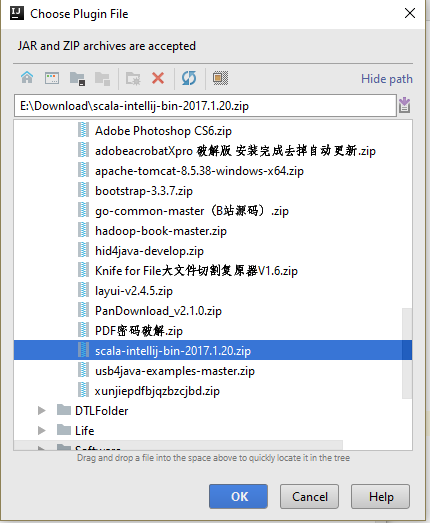 Choose Plugin File
JAR and ZIP archives are accepted
Hide path
E:\Download\scala-intellij-bin-2017.1.20.zip
Adobe Photoshop CS6.zip
adobeacrobatXpro 破解版 安装完成去掉自动更新.zip
apache-tomcat-8.5.38-windows-x64.zip
bootstrap-3.3.7.zip
go-common-master（B站源码）.zip
hadoop-book-master.zip
hid4java-develop.zip
Knife for File大文件切割复原器V1.6.zip
layui-v2.4.5.zip
PanDownload_v2.1.0.zip
PDF密码破解.zip
scala-intellij-bin-2017.1.20.zip
usb4java-examples-master.zip
xunjiepdfbjqzbzcjbd.zip
DTLFolder
Life
Software
Drag and drop a file into the space above to quickly locate it in the tree
OK
Cancel
Help